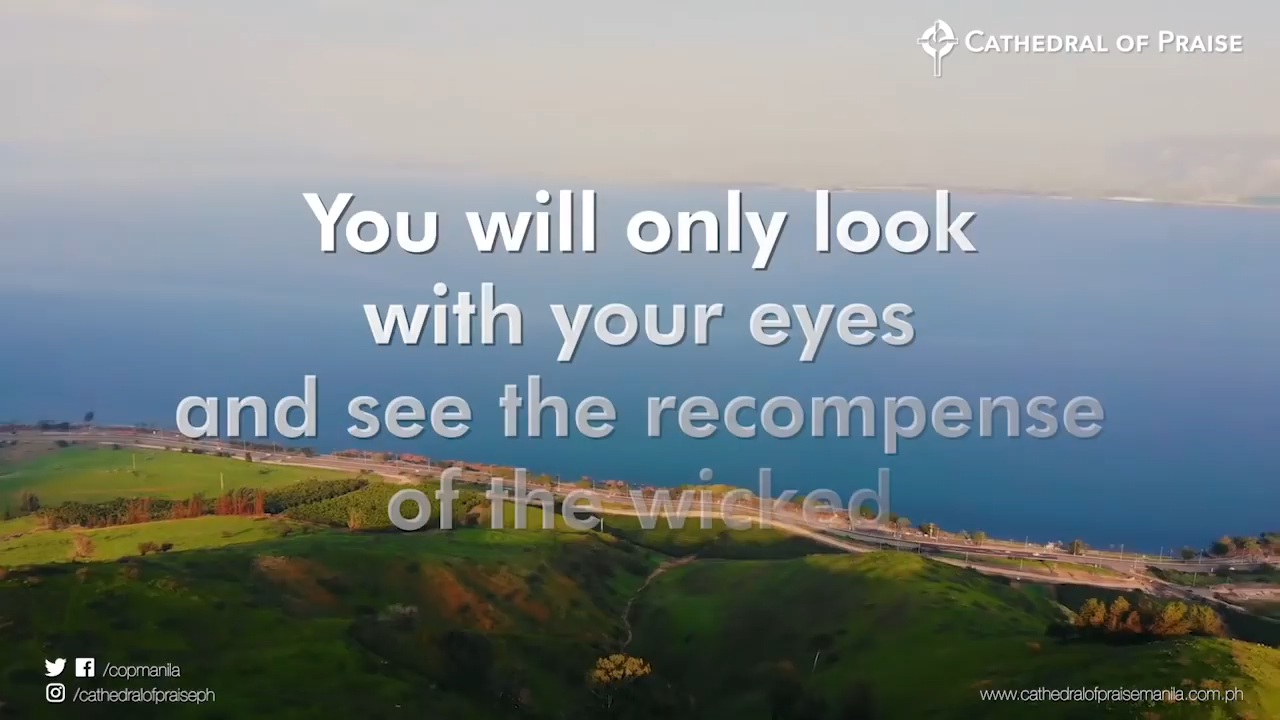 CATHEDRAL OF PRAISE
You will only look
with your eyes
and see the recompense
of the wicked
/copmanila
/cathedralofpraiseph
www.cathedralofpraisemanila.com.ph